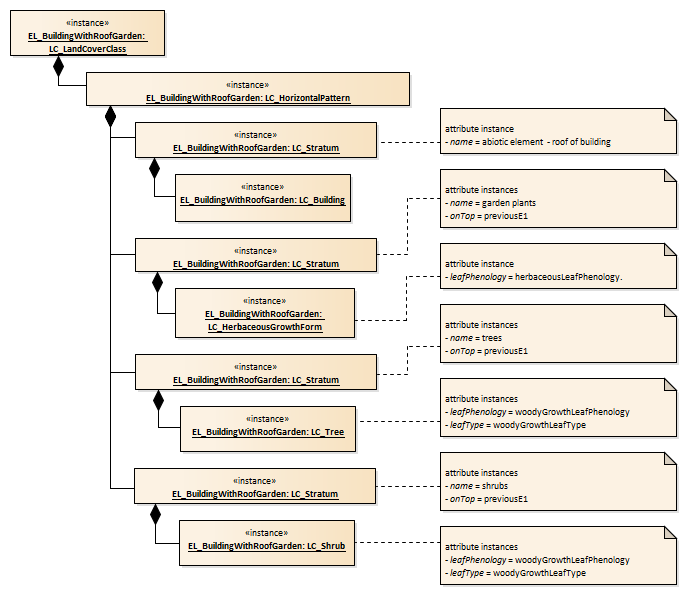 «instance»
EL_BuildingWithRoofGarden:
LC_LandCoverClass
«instance»
EL_BuildingWithRoofGarden: LC_HorizontalPattern
«instance»
EL_BuildingWithRoofGarden: LC_Stratum
attribute instance
- name = abiotic element - roof of building
«instance»
EL_BuildingWithRoofGarden: LC_Building
attribute instances
- name = garden plants
- onTop = previousE1
«instance»
EL_BuildingWithRoofGarden: LC_Stratum
attribute instance
- leafPhenology = herbaceousLeafPhenology.
«instance»
EL_BuildingWithRoofGarden:
LC_HerbaceousGrowthForm
attribute instances
- name = trees
- onTop = previousE1
«instance»
EL_BuildingWithRoofGarden: LC_Stratum
attribute instances
- leafPhenology = woodyGrowthLeafPhenology
- leafType = woodyGrowthLeafType
«instance»
EL_BuildingWithRoofGarden: LC_Tree
attribute instances
- name = shrubs
- onTop = previousE1
«instance»
EL_BuildingWithRoofGarden: LC_Stratum
«instance»
EL_BuildingWithRoofGarden: LC_Shrub
attribute instances
- leafPhenology = woodyGrowthLeafPhenology
- leafType = woodyGrowthLeafType